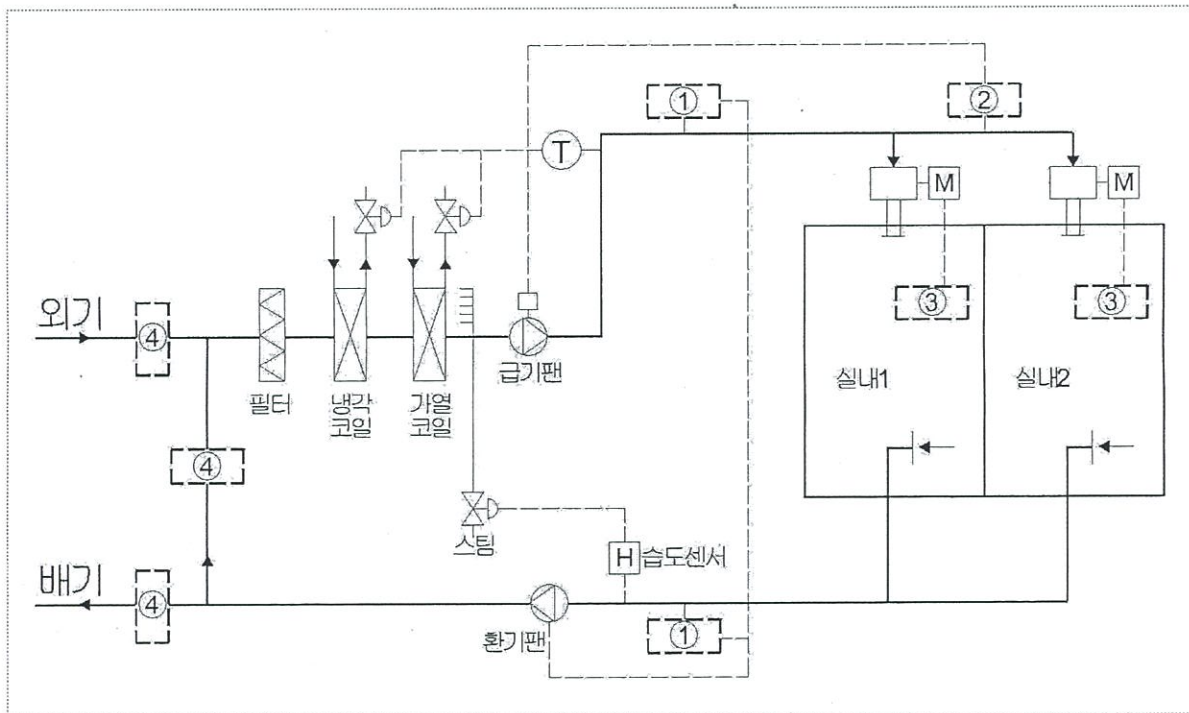 ①
②
T
M
M
③
③
외기
④
급기팬
실내1
실내2
필터
냉각
코일
가열
코일
④
스팀
H
습도센서
배기
④
환기팬
①